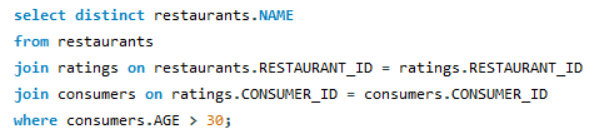 select distinct restaurants.NAME
from restaurants
join ratings on restaurants.RESTAURANT_ID = ratings.RESTAURANT_ID
join consumers on ratings.CONSUMER_ID = consumers.CONSUMER_ID
where consumers.AGE > 30;